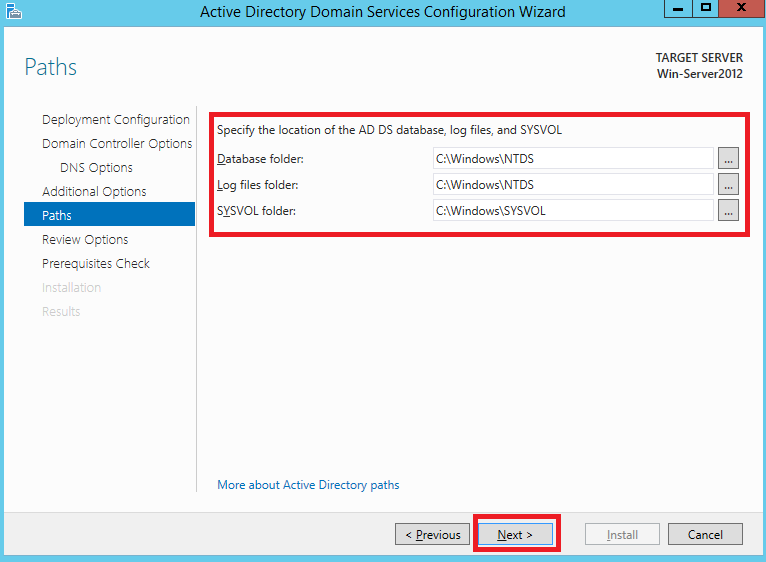 Active Directory Domain Services Configuration Wizard
Paths
TARGET SERVER
Win-Server2012
Deployment Configuration
Domain Controller Options
DNS Options
Additional Options
Paths
Review Options
Prerequisites Check
Installation
Results
Specify the location of the AD DS database, log files, and SYSVOL
Database folder: C:\Windows\NTDS ...
Log files folder: C:\Windows\NTDS ...
SYSVOL folder: C:\Windows\SYSVOL ...
More about Active Directory paths
< Previous Next > Install Cancel